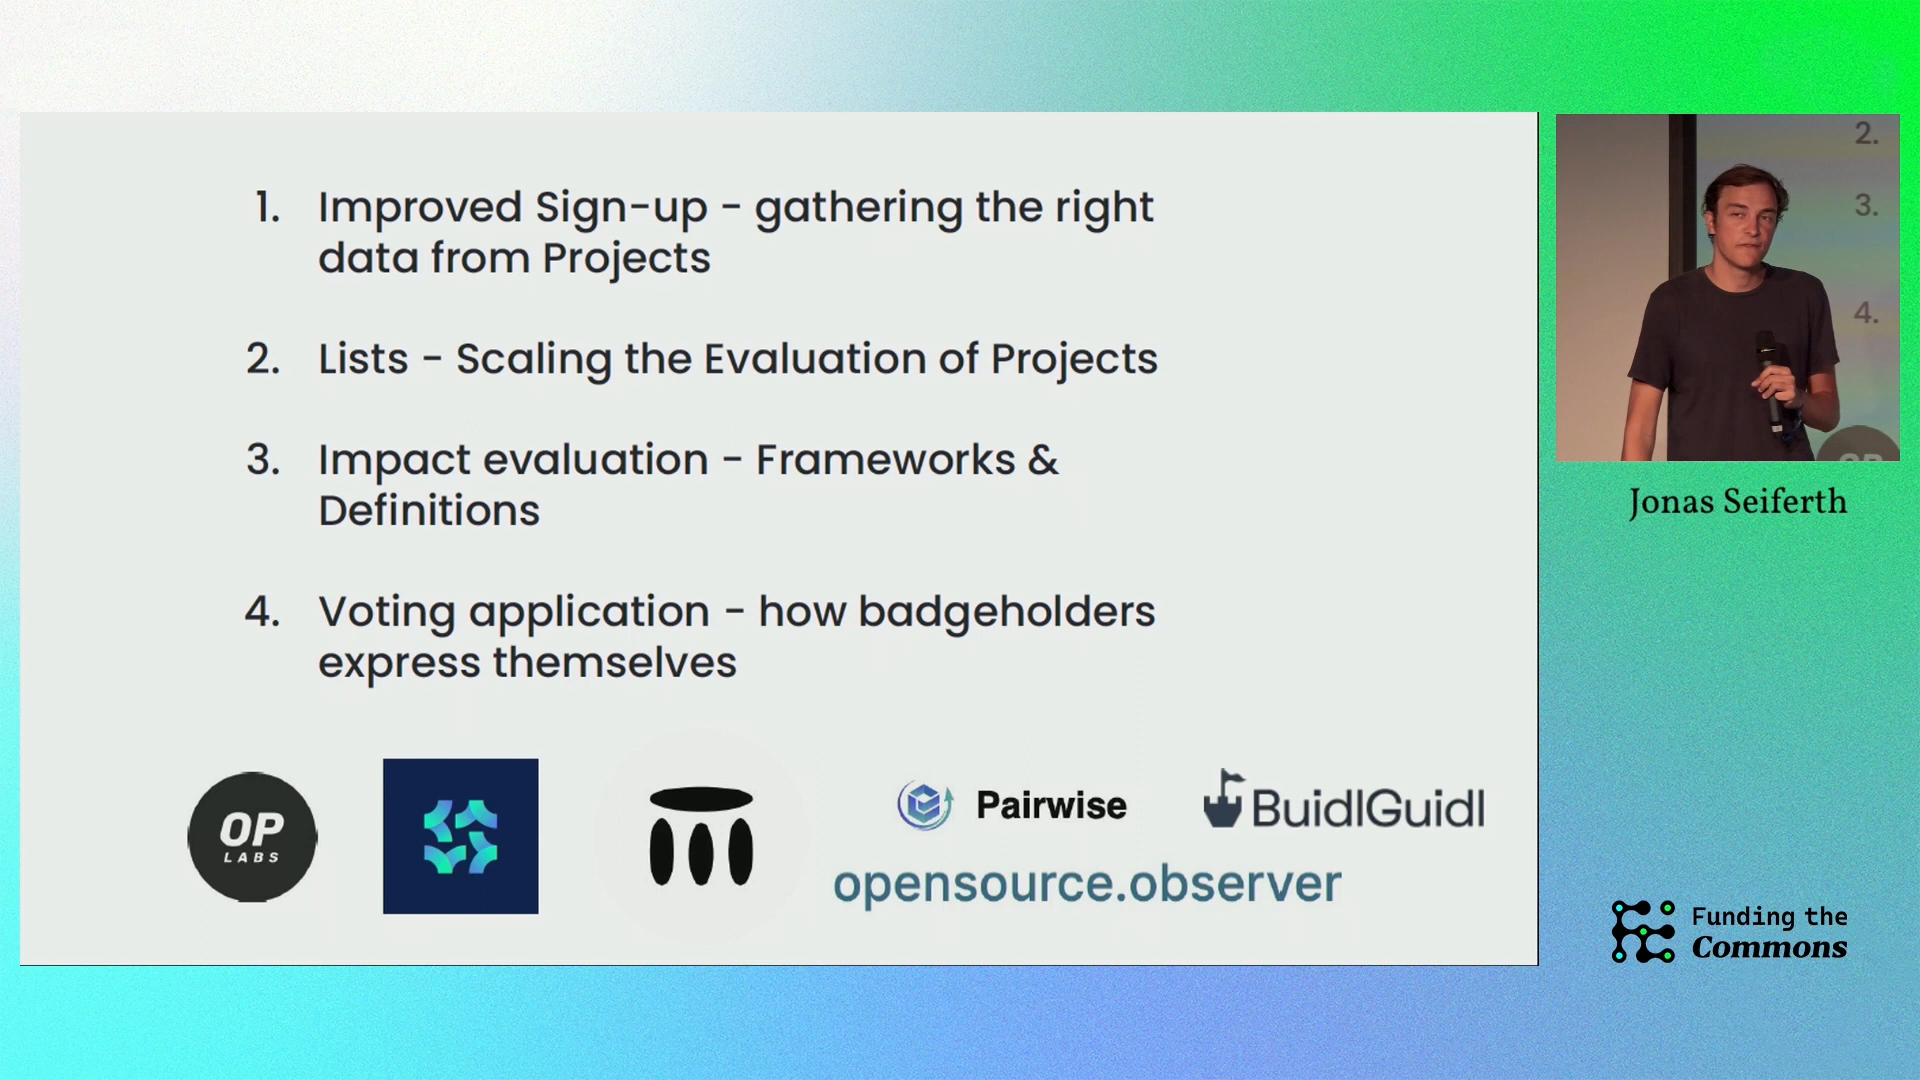 1. Improved Sign-up - gathering the right
data from Projects
2. Lists - Scaling the Evaluation of Projects
3. Impact evaluation - Frameworks &
Definitions
4. Voting application - how badgeholders
express themselves
OP
LABS
Pairwise
BuidlGuidl
opensource.observer
2.
3.
4.
OP
Jonas Seiferth
Funding the
Commons